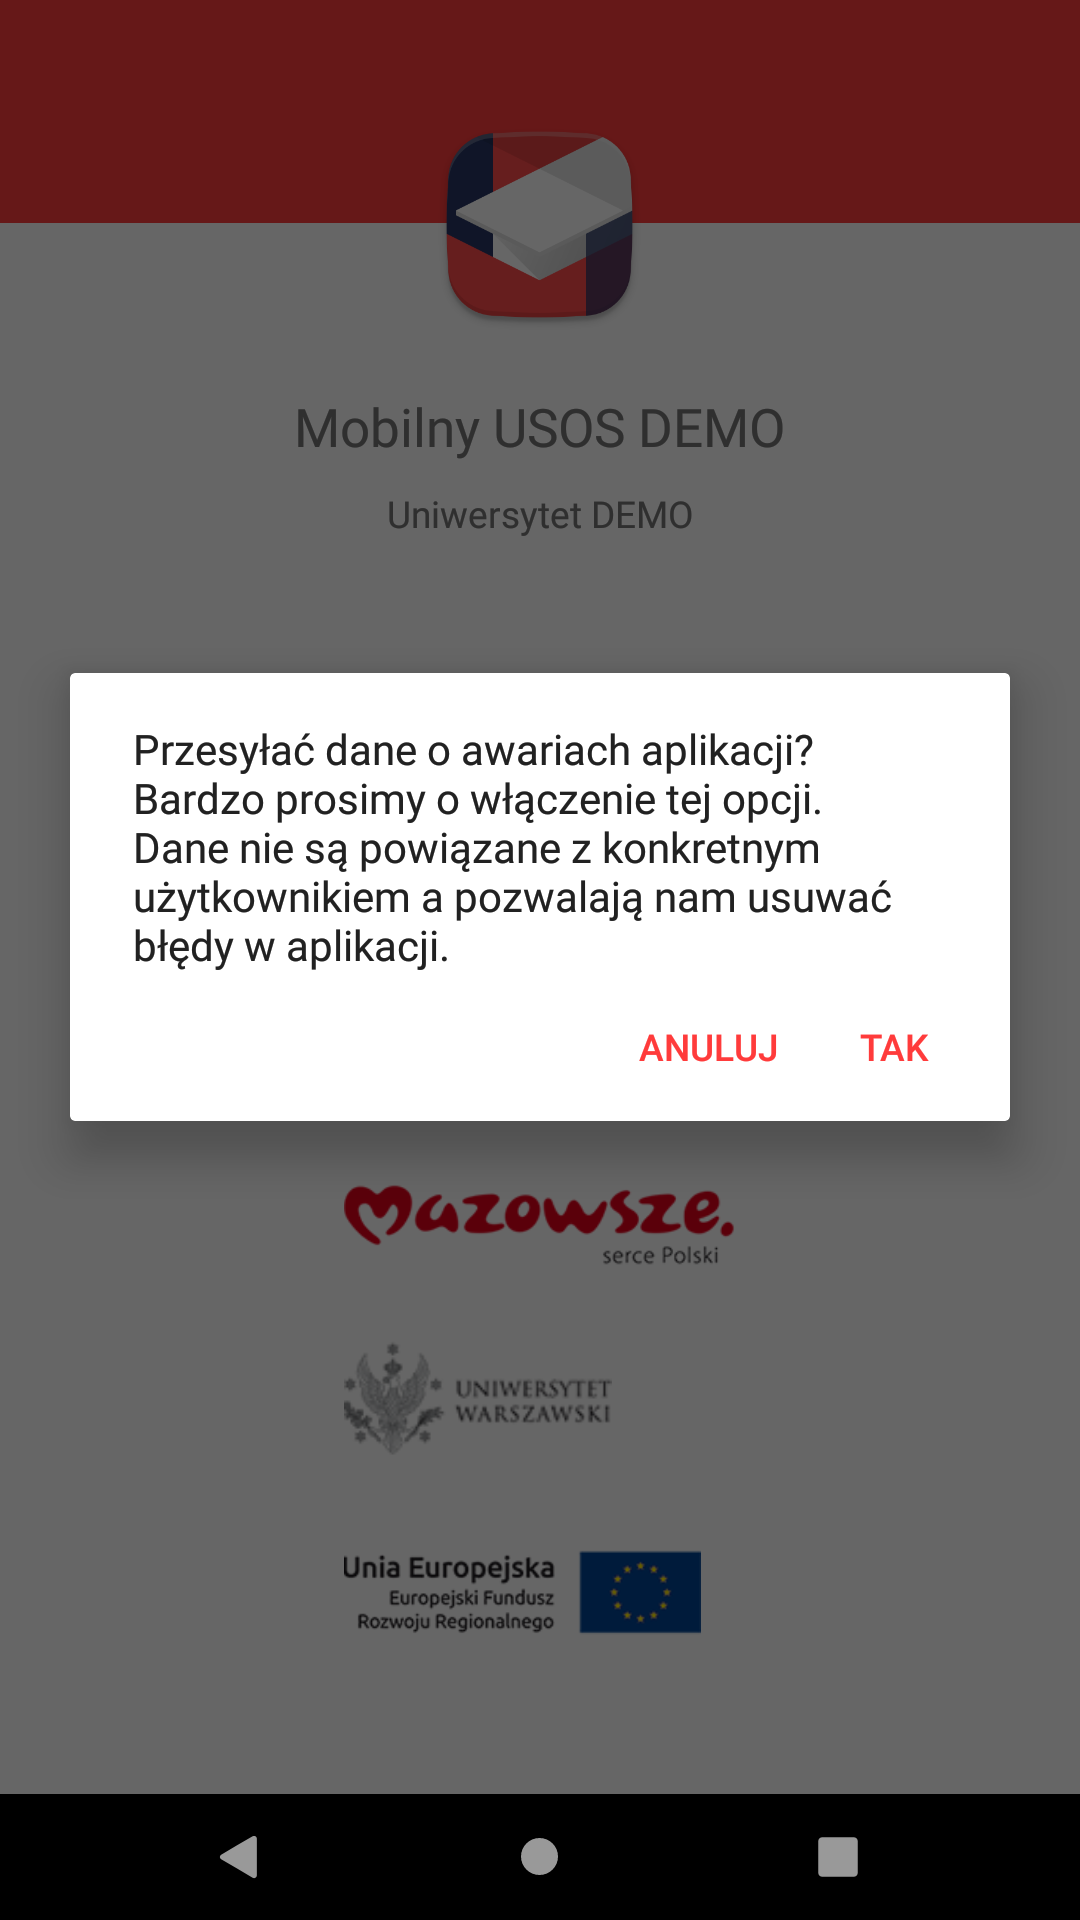 Mobilny USOS DEMO
Uniwersytet DEMO
Przesyłać dane o awariach aplikacji?
Bardzo prosimy o włączenie tej opcji.
Dane nie są powiązane z konkretnym
użytkownikiem a pozwalają nam usuwać
błędy w aplikacji.
ANULUJ TAK
Mazowsze.
serce Polski
UNIWERSYTET
WARSZAWSKI
Unia Europejska
Europejski Fundusz
Rozwoju Regionalnego